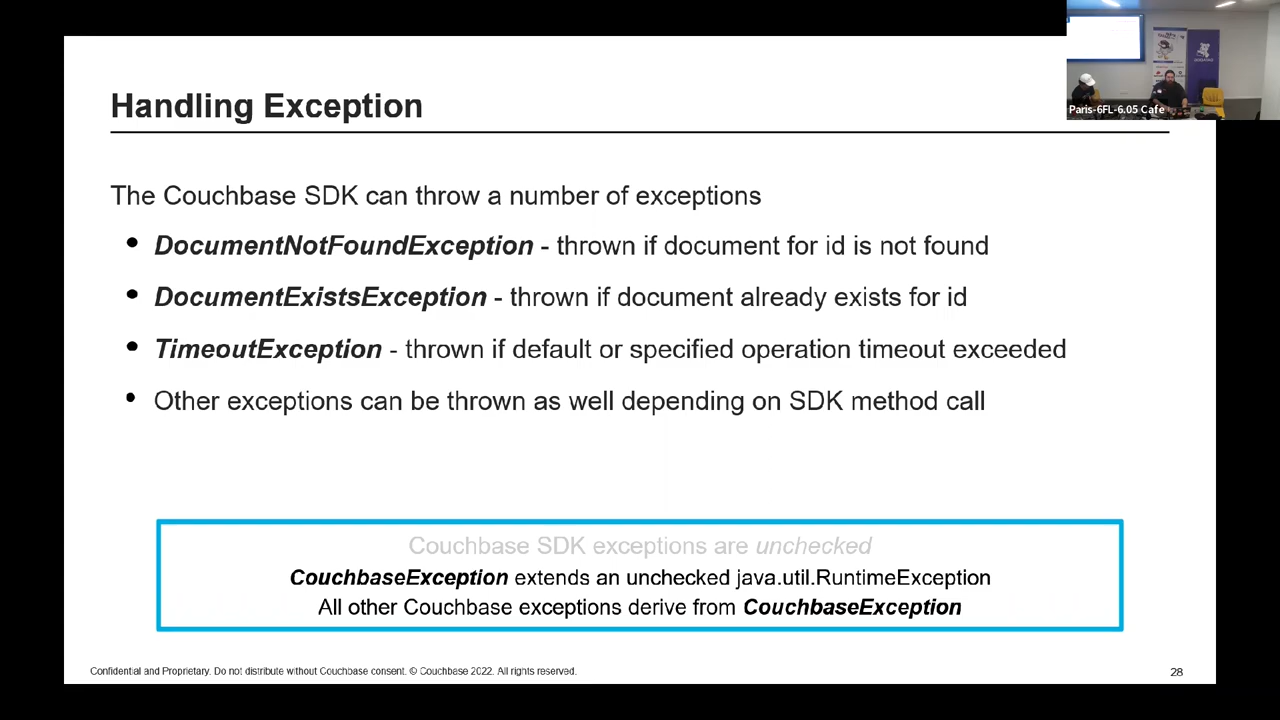 Handling Exception
Paris-6FL-6.05 Cafe
The Couchbase SDK can throw a number of exceptions
• DocumentNotFoundException - thrown if document for id is not found
• DocumentExistsException - thrown if document already exists for id
• TimeoutException - thrown if default or specified operation timeout exceeded
• Other exceptions can be thrown as well depending on SDK method call
Couchbase SDK exceptions are unchecked
CouchbaseException extends an unchecked java.util.RuntimeException
All other Couchbase exceptions derive from CouchbaseException
Confidential and Proprietary. Do not distribute without Couchbase consent. © Couchbase 2022. All rights reserved.
28